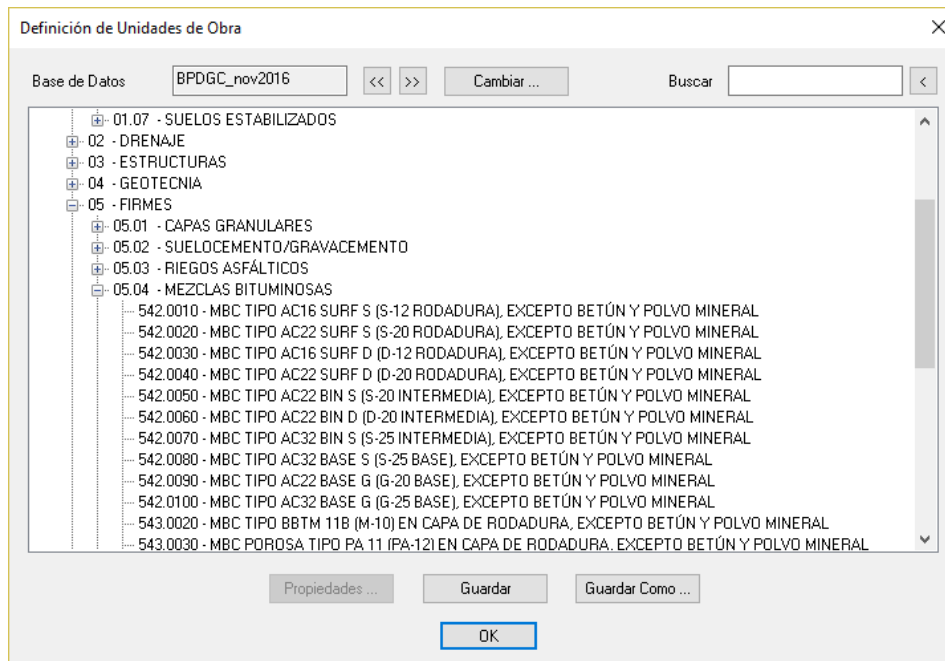 Definición de Unidades de Obra
Base de Datos BPDGC_nov2016 << >> Cambiar ... Buscar <
01.07 - SUELOS ESTABILIZADOS
02 - DRENAJE
03 - ESTRUCTURAS
04 - GEOTECNIA
05 - FIRMES
05.01 - CAPAS GRANULARES
05.02 - SUELOCEMENTO/GRAVACEMENTO
05.03 - RIEGOS ASFÁLTICOS
05.04 - MEZCLAS BITUMINOSAS
542.0010 - MBC TIPO AC16 SURF S (S-12 RODADURA), EXCEPTO BETÚN Y POLVO MINERAL
542.0020 - MBC TIPO AC22 SURF S (S-20 RODADURA), EXCEPTO BETÚN Y POLVO MINERAL
542.0030 - MBC TIPO AC16 SURF D (D-12 RODADURA), EXCEPTO BETÚN Y POLVO MINERAL
542.0040 - MBC TIPO AC22 SURF D (D-20 RODADURA), EXCEPTO BETÚN Y POLVO MINERAL
542.0050 - MBC TIPO AC22 BIN S (S-20 INTERMEDIA), EXCEPTO BETÚN Y POLVO MINERAL
542.0060 - MBC TIPO AC22 BIN D (D-20 INTERMEDIA), EXCEPTO BETÚN Y POLVO MINERAL
542.0070 - MBC TIPO AC32 BIN S (S-25 INTERMEDIA), EXCEPTO BETÚN Y POLVO MINERAL
542.0080 - MBC TIPO AC32 BASE S (S-25 BASE), EXCEPTO BETÚN Y POLVO MINERAL
542.0090 - MBC TIPO AC22 BASE G (G-20 BASE), EXCEPTO BETÚN Y POLVO MINERAL
542.0100 - MBC TIPO AC32 BASE G (G-25 BASE), EXCEPTO BETÚN Y POLVO MINERAL
543.0020 - MBC TIPO BBTM 11B (M-10) EN CAPA DE RODADURA, EXCEPTO BETÚN Y POLVO MINERAL
543.0030 - MBC POROSA TIPO PA 11 (PA-12) EN CAPA DE RODADURA, EXCEPTO BETÚN Y POLVO MINERAL
Propiedades ... Guardar Guardar Como ...
OK